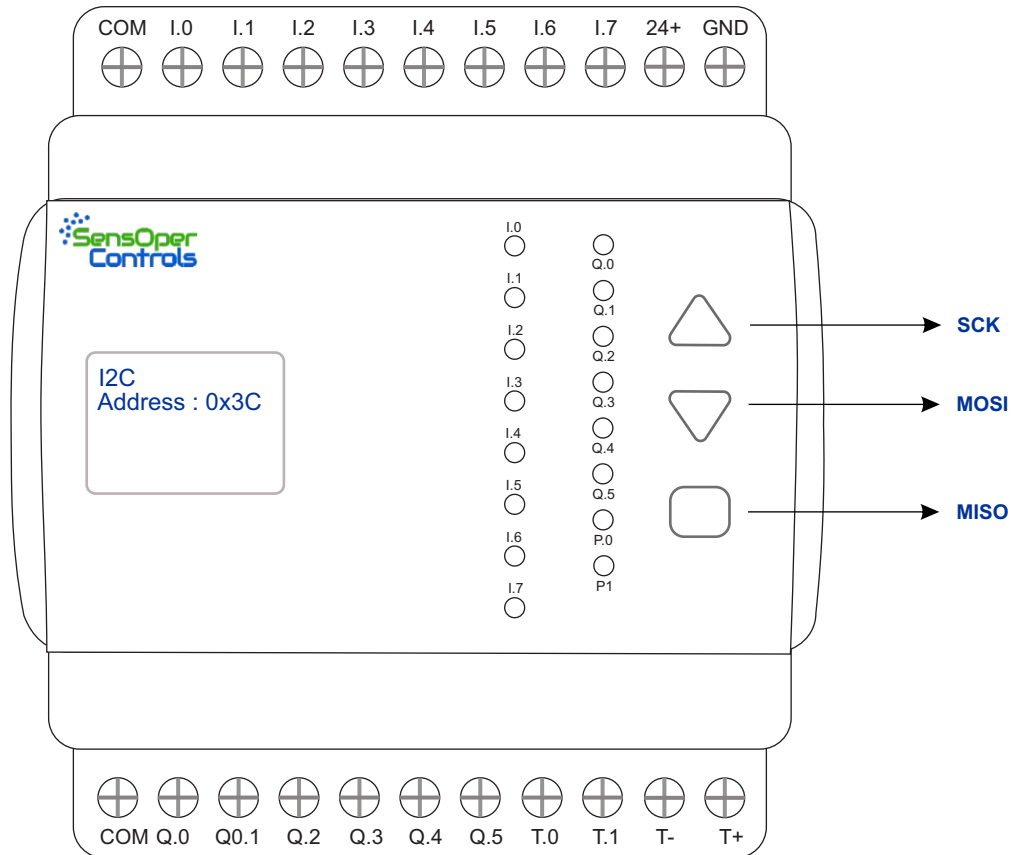 COM I.0 I.1 I.2 I.3 I.4 I.5 I.6 I.7 24+ GND
SensOper
Controls
I2C
Address : 0x3C
I.0
I.1
I.2
I.3
I.4
I.5
I.6
I.7
Q.0
Q.1
Q.2
Q.3
Q.4
Q.5
P.0
P1
SCK
MOSI
MISO
COM Q.0 Q0.1 Q.2 Q.3 Q.4 Q.5 T.0 T.1 T- T+